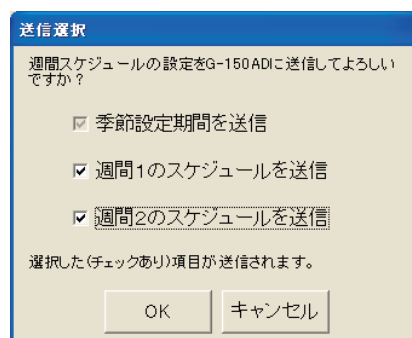 送信選択
週間スケジュールの設定をG-150ADに送信してよろしい
ですか？
季節設定期間を送信
週間1のスケジュールを送信
週間2のスケジュールを送信
選択した(チェックあり)項目が送信されます。
OK
キャンセル